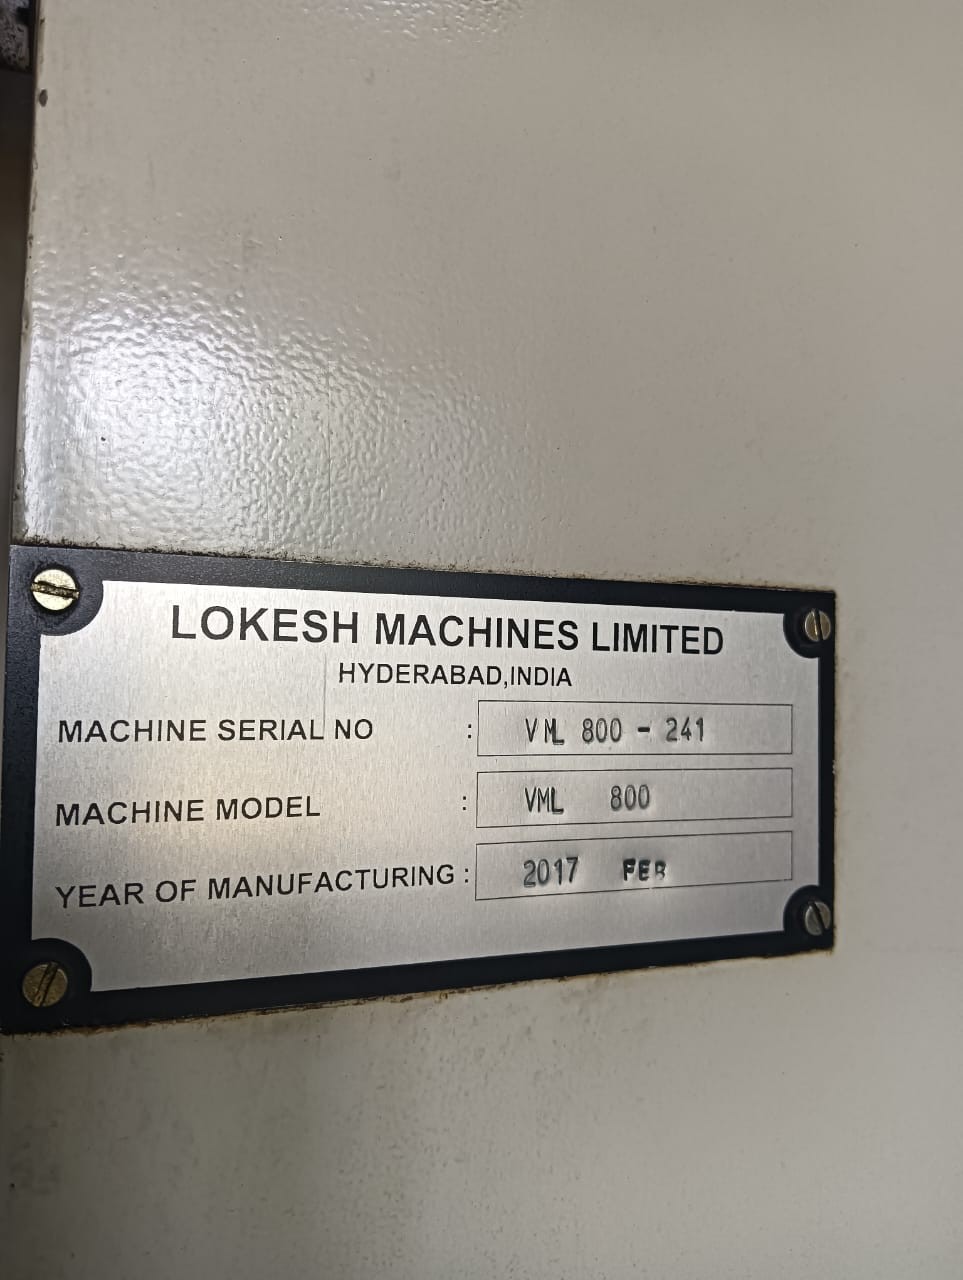 LOKESH MACHINES LIMITED
HYDERABAD,INDIA
MACHINE SERIAL NO : VML 800 - 241
MACHINE MODEL : VML 800
YEAR OF MANUFACTURING : 2017 FEB